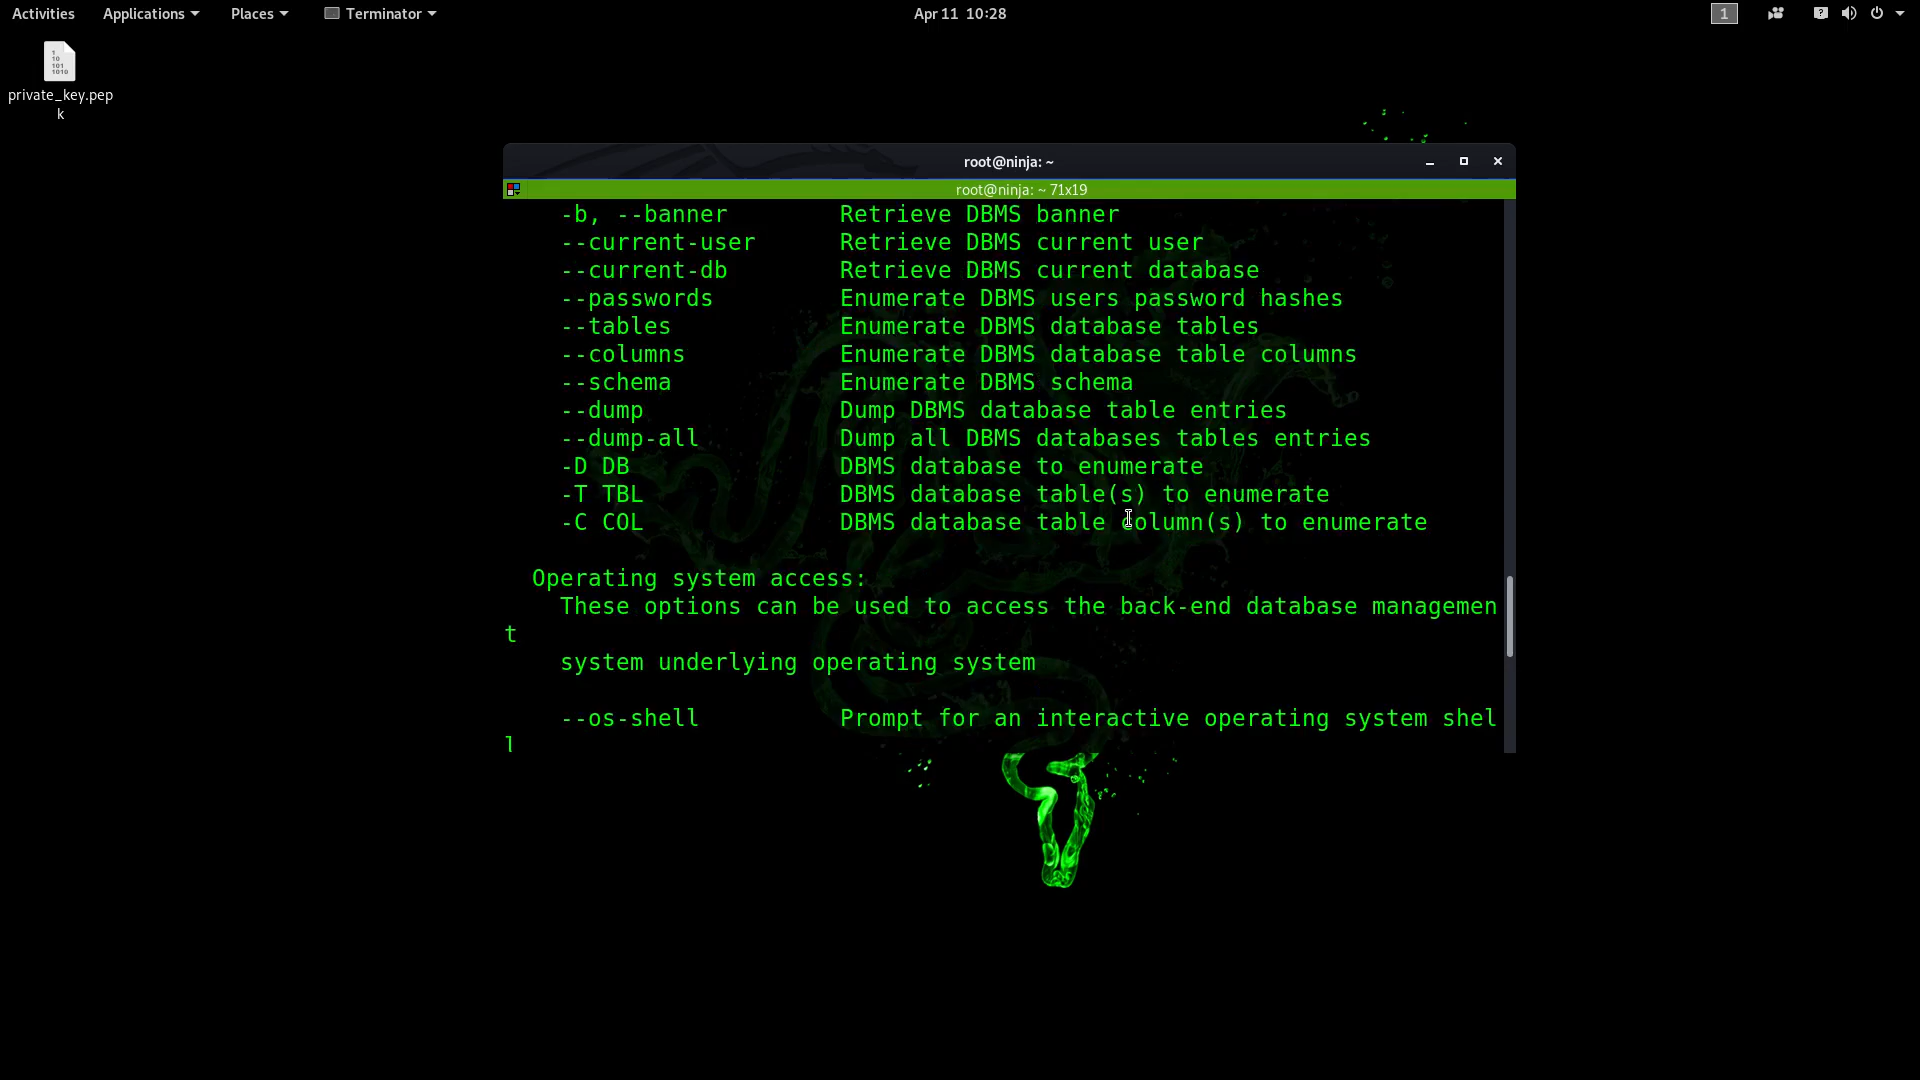 Activities Applications Places Terminator Apr 11 10:28 1
private_key.pep
k
root@ninja: ~
root@ninja: ~ 71x19
-b, --banner Retrieve DBMS banner
--current-user Retrieve DBMS current user
--current-db Retrieve DBMS current database
--passwords Enumerate DBMS users password hashes
--tables Enumerate DBMS database tables
--columns Enumerate DBMS database table columns
--schema Enumerate DBMS schema
--dump Dump DBMS database table entries
--dump-all Dump all DBMS databases tables entries
-D DB DBMS database to enumerate
-T TBL DBMS database table(s) to enumerate
-C COL DBMS database table column(s) to enumerate
Operating system access:
These options can be used to access the back-end database managemen
t
system underlying operating system
--os-shell Prompt for an interactive operating system shel
l